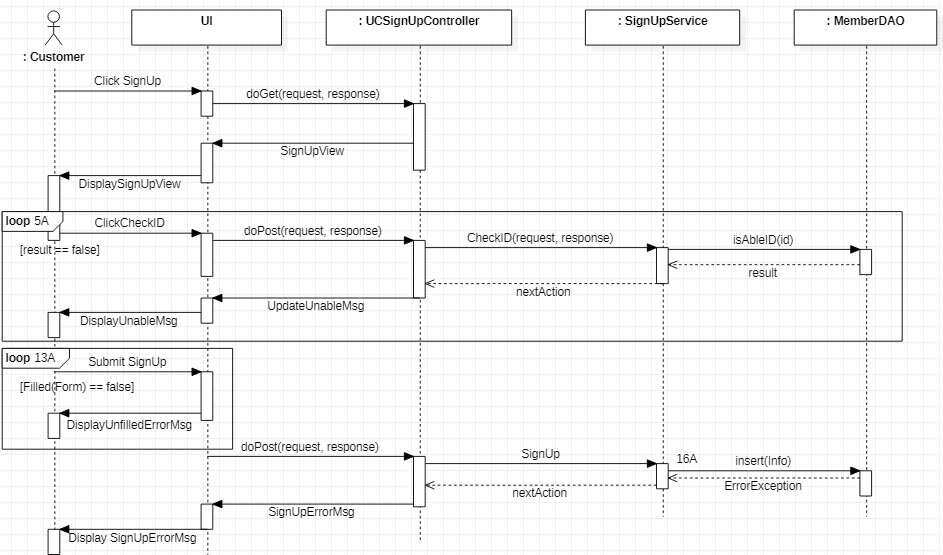 UI
: UCSignUpController
: SignUpService
: MemberDAO
: Customer
Click SignUp
doGet(request, response)
SignUpView
DisplaySignUpView
loop 5A
ClickCheckID
doPost(request, response)
CheckID(request, response)
isAbleID(id)
[result == false]
result
nextAction
UpdateUnableMsg
DisplayUnableMsg
loop 13A
Submit SignUp
[Filled(Form) == false]
DisplayUnfilledErrorMsg
doPost(request, response)
SignUp
16A
insert(Info)
ErrorException
nextAction
SignUpErrorMsg
Display SignUpErrorMsg